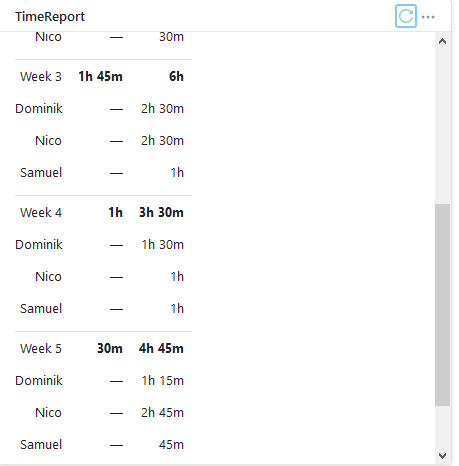 TimeReport
Nico — 30m
Week 3 1h 45m 6h
Dominik — 2h 30m
Nico — 2h 30m
Samuel — 1h
Week 4 1h 3h 30m
Dominik — 1h 30m
Nico — 1h
Samuel — 1h
Week 5 30m 4h 45m
Dominik — 1h 15m
Nico — 2h 45m
Samuel — 45m